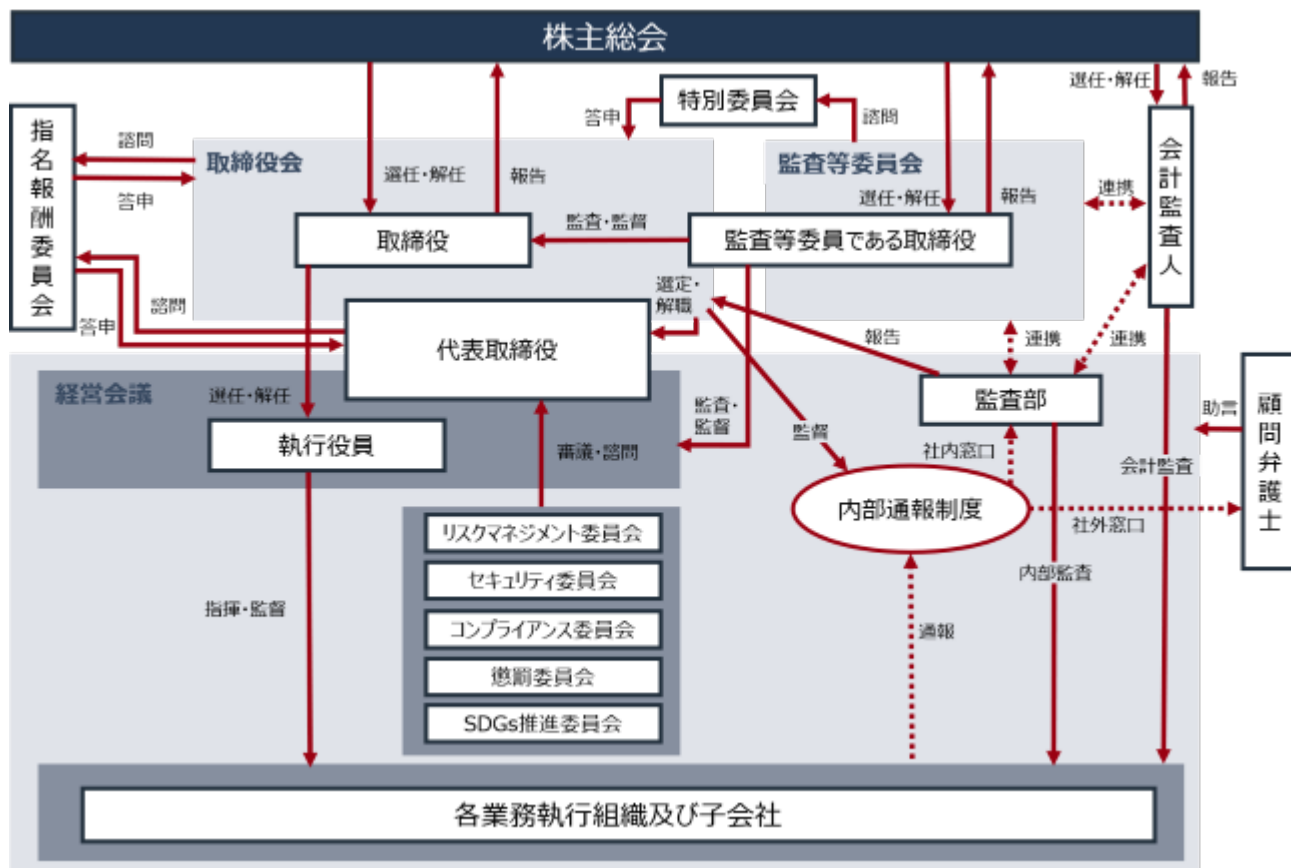 株主総会
選任・解任
報告
特別委員会
答申
諮問
指名報酬委員会
諮問
答申
取締役会
選任・解任
報告
監査等委員会
選任・解任
報告
会計監査人
連携
取締役
監査・監督
監査等委員である取締役
諮問
答申
選定・
解職
代表取締役
報告
連携
連携
経営会議
選任・解任
執行役員
審議・諮問
監査・
監督
監督
監査部
社内窓口
会計監査
助言
顧問弁護士
内部通報制度
社外窓口
リスクマネジメント委員会
セキュリティ委員会
コンプライアンス委員会
懲罰委員会
SDGs推進委員会
指揮・監督
内部監査
通報
各業務執行組織及び子会社